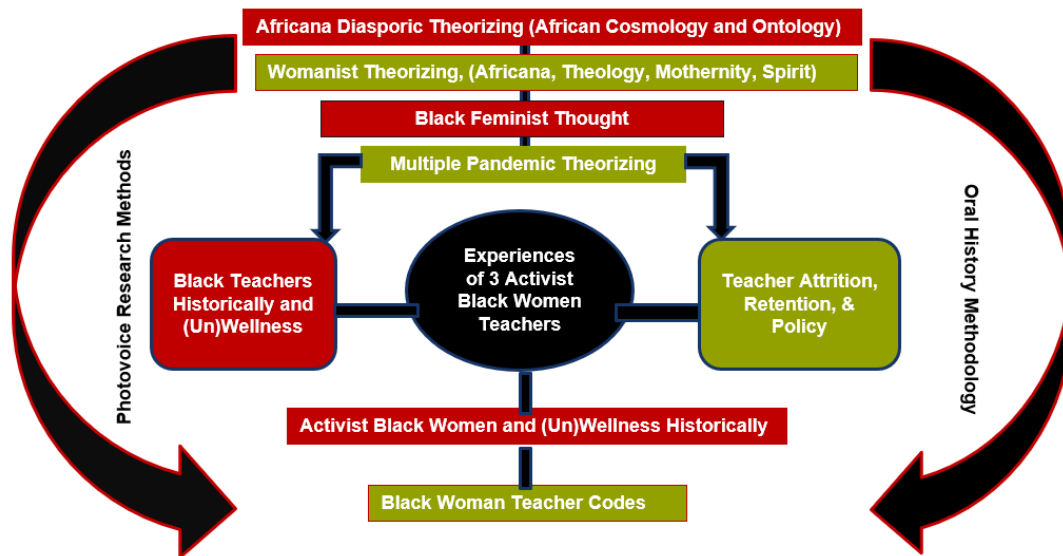 Africana Diasporic Theorizing (African Cosmology and Ontology)
Womanist Theorizing, (Africana, Theology, Mothernity, Spirit)
Black Feminist Thought
Multiple Pandemic Theorizing
Photovoice Research Methods
Oral History Methodology
Black Teachers
Historically and
(Un)Wellness
Experiences
of 3 Activist
Black Women
Teachers
Teacher Attrition,
Retention, &
Policy
Activist Black Women and (Un)Wellness Historically
Black Woman Teacher Codes